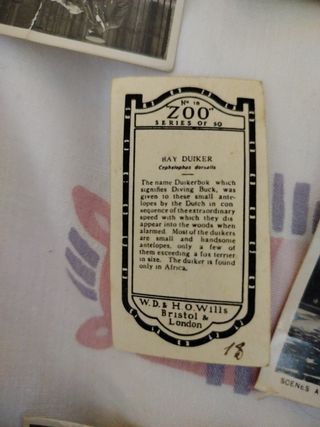 Nº 18
"ZOO"
SERIES OF 50
BAY DUIKER
Cephalophus dorsalis
The name Duikerbok which
signifies Diving Buck, was
given to these small ante-
lopes by the Dutch in con
sequence of the extraordinary
speed with which they dis
appear into the woods when
alarmed. Most of the duikers
are small and handsome
antelopes, only a few of
them exceeding a fox terrier
in size. The duiker is found
only in Africa.
W.D. & H.O. Wills
Bristol &
London
18
SCENES A